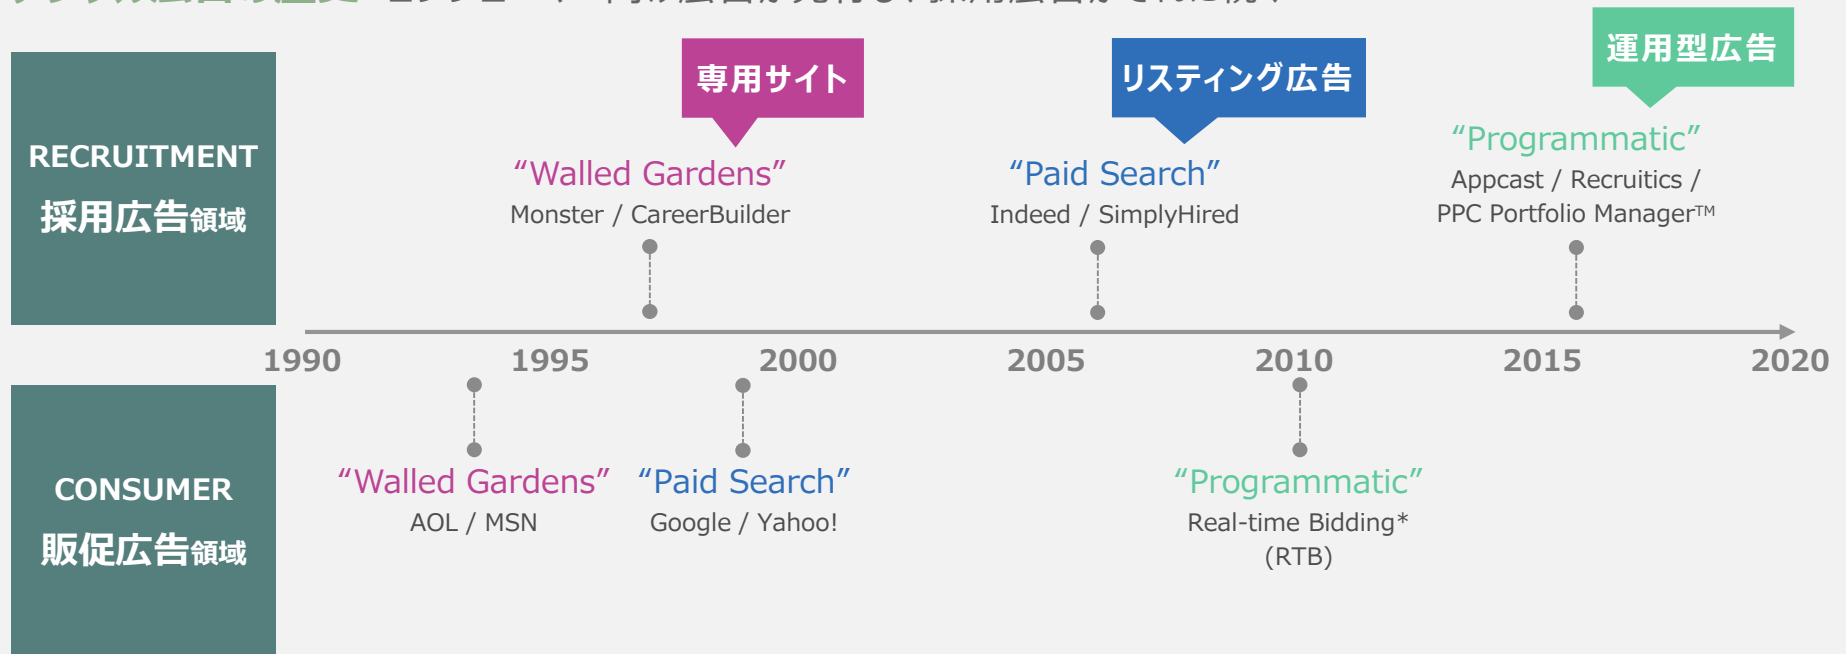 専用サイト
リスティング広告
運用型広告
RECRUITMENT
採用広告領域
“Walled Gardens”
Monster / CareerBuilder
“Paid Search”
Indeed / SimplyHired
“Programmatic”
Appcast / Recruitics /
PPC Portfolio Manager™
1990 1995 2000 2005 2010 2015 2020
CONSUMER
販促広告領域
“Walled Gardens”
AOL / MSN
“Paid Search”
Google / Yahoo!
“Programmatic”
Real-time Bidding*
(RTB)